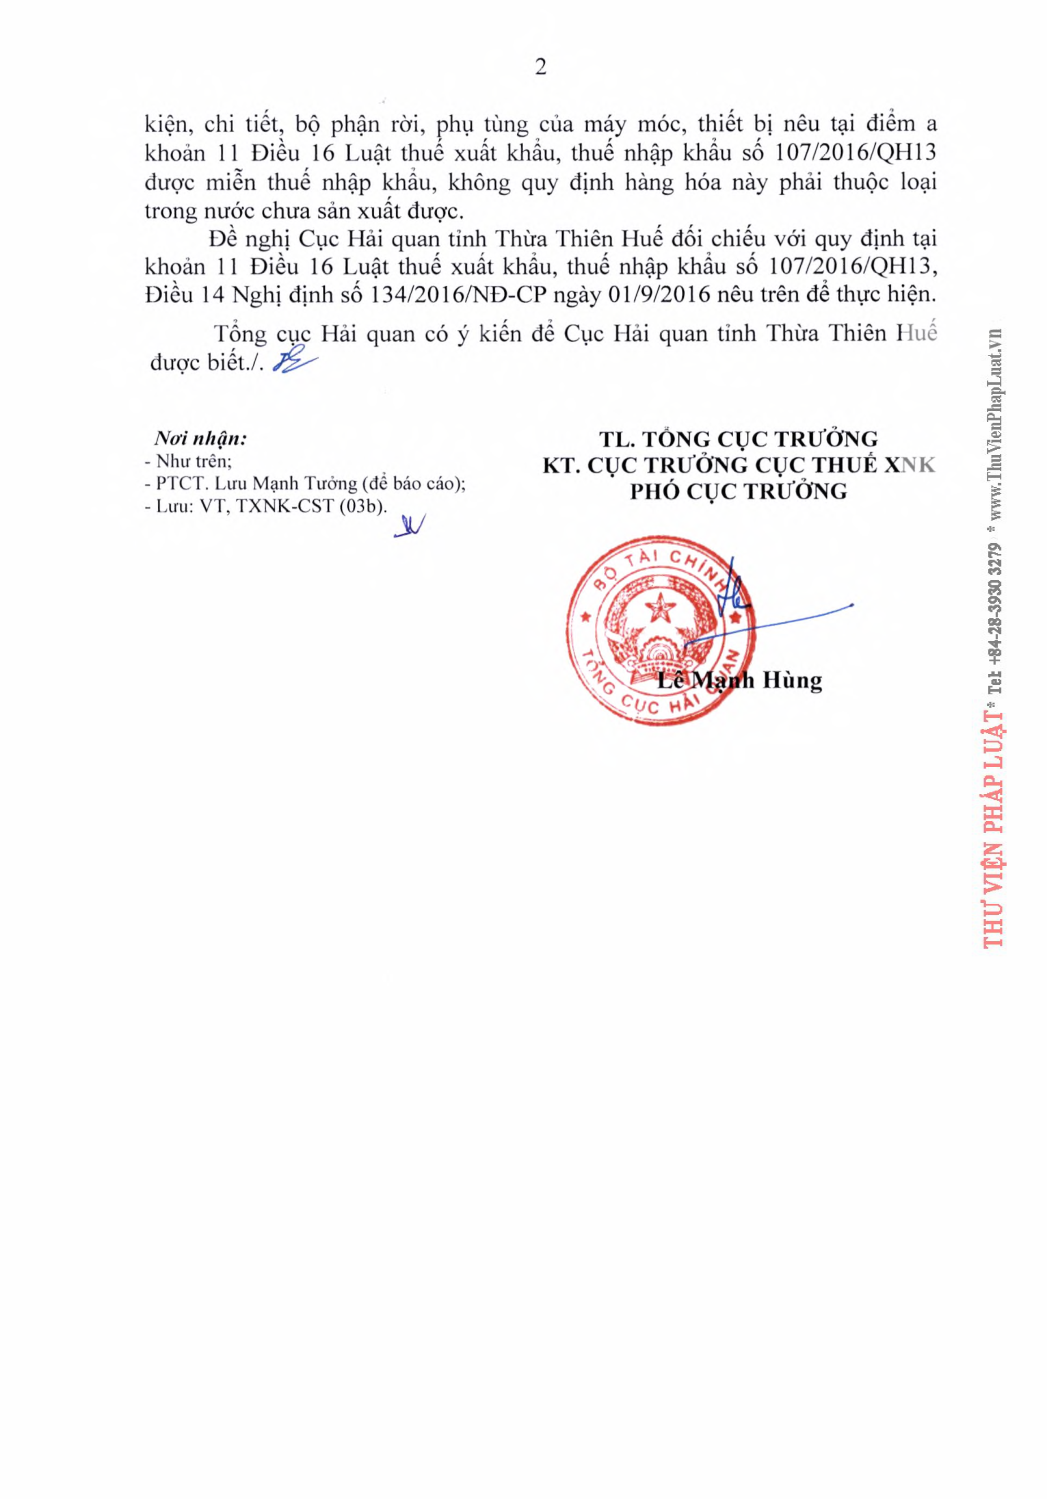 2
kiện, chi tiết, bộ phận rời, phụ tùng của máy móc, thiết bị nêu tại điểm a
khoản 11 Điều 16 Luật thuế xuất khẩu, thuế nhập khẩu số 107/2016/QH13
được miễn thuế nhập khẩu, không quy định hàng hóa này phải thuộc loại
trong nước chưa sản xuất được.
Đề nghị Cục Hải quan tỉnh Thừa Thiên Huế đối chiếu với quy định tại
khoản 11 Điều 16 Luật thuế xuất khẩu, thuế nhập khẩu số 107/2016/QH13,
Điều 14 Nghị định số 134/2016/NĐ-CP ngày 01/9/2016 nêu trên để thực hiện.
Tổng cục Hải quan có ý kiến để Cục Hải quan tỉnh Thừa Thiên Huế
được biết./.
Nơi nhận:
- Như trên;
- PTCT. Lưu Mạnh Tưởng (để báo cáo);
- Lưu: VT, TXNK-CST (03b).
TL. TỔNG CỤC TRƯỞNG
KT. CỤC TRƯỞNG CỤC THUẾ XNK
PHÓ CỤC TRƯỞNG
BỘ TÀI CHÍNH
TỔNG CỤC HẢI QUAN
Lê Mạnh Hùng
THƯ VIỆN PHÁP LUẬT * Tel: +84-28-3930 3279 * www.ThuVienPhapLuat.vn